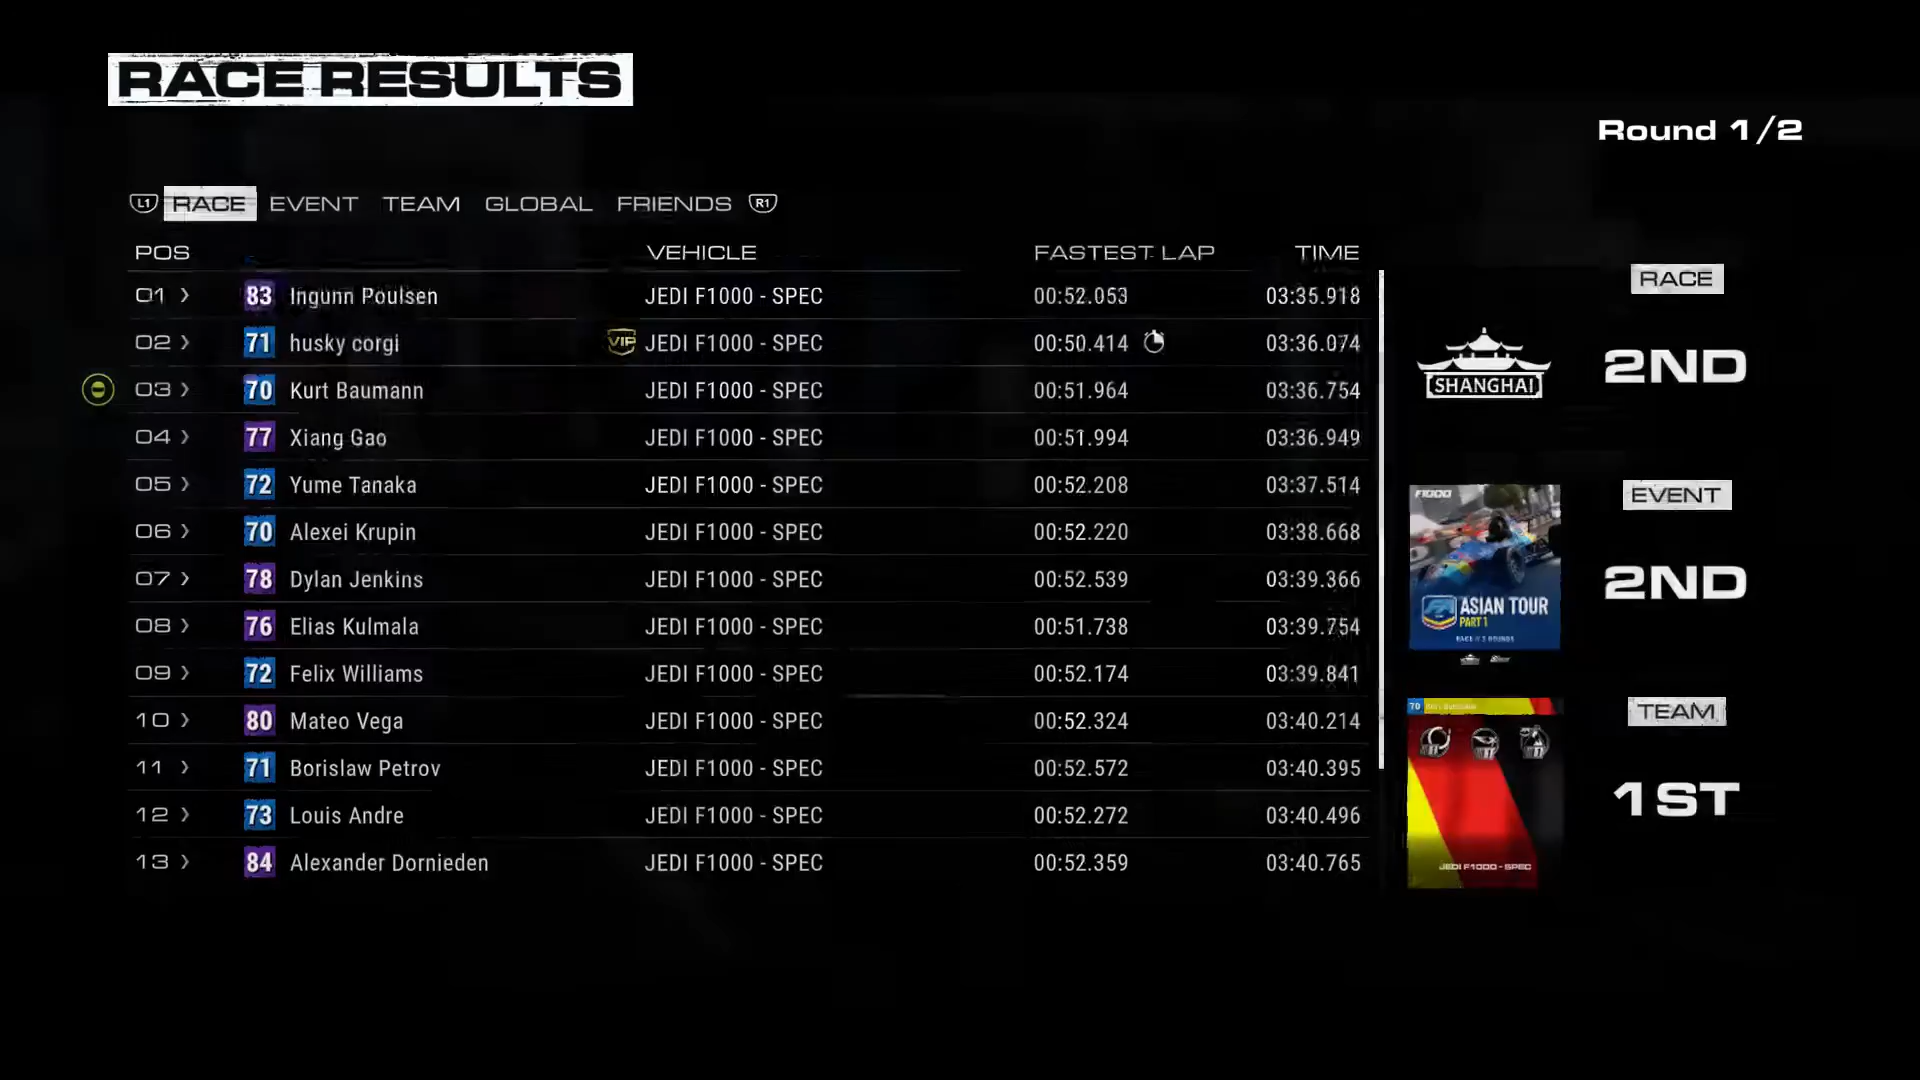 RACE RESULTS
Round 1/2
L1 RACE EVENT TEAM GLOBAL FRIENDS R1
POS VEHICLE FASTEST LAP TIME
01 83 Ingunn Poulsen JEDI F1000 - SPEC 00:52.053 03:35.918
02 71 husky corgi VIP JEDI F1000 - SPEC 00:50.414 03:36.074
03 70 Kurt Baumann JEDI F1000 - SPEC 00:51.964 03:36.754
04 77 Xiang Gao JEDI F1000 - SPEC 00:51.994 03:36.949
05 72 Yume Tanaka JEDI F1000 - SPEC 00:52.208 03:37.514
06 70 Alexei Krupin JEDI F1000 - SPEC 00:52.220 03:38.668
07 78 Dylan Jenkins JEDI F1000 - SPEC 00:52.539 03:39.366
08 76 Elias Kulmala JEDI F1000 - SPEC 00:51.738 03:39.754
09 72 Felix Williams JEDI F1000 - SPEC 00:52.174 03:39.841
10 80 Mateo Vega JEDI F1000 - SPEC 00:52.324 03:40.214
11 71 Borislaw Petrov JEDI F1000 - SPEC 00:52.572 03:40.395
12 73 Louis Andre JEDI F1000 - SPEC 00:52.272 03:40.496
13 84 Alexander Dornieden JEDI F1000 - SPEC 00:52.359 03:40.765
RACE
SHANGHAI
2ND
EVENT
F1000
2ND
ASIAN TOUR
PART 1
TEAM
70
1ST
JEDI F1000 - SPEC